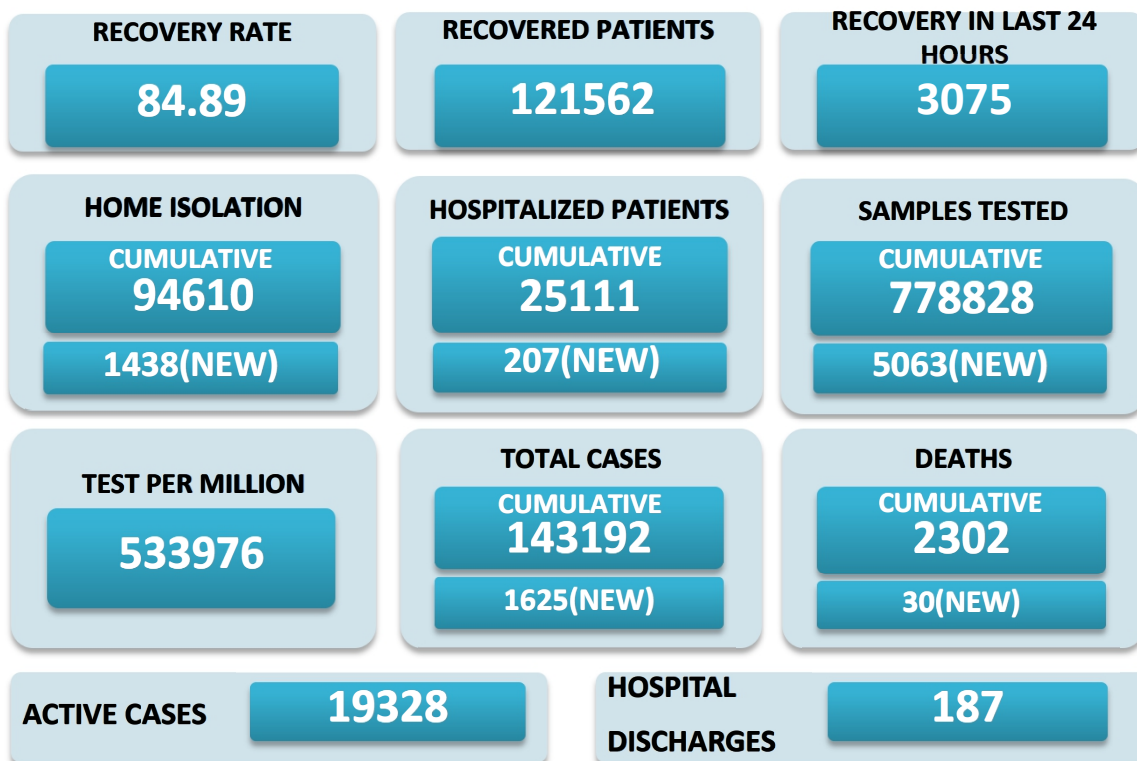 RECOVERY RATE
84.89
RECOVERED PATIENTS
121562
RECOVERY IN LAST 24
HOURS
3075
HOME ISOLATION
CUMULATIVE
94610
1438(NEW)
HOSPITALIZED PATIENTS
CUMULATIVE
25111
207(NEW)
SAMPLES TESTED
CUMULATIVE
778828
5063(NEW)
TEST PER MILLION
533976
TOTAL CASES
CUMULATIVE
143192
1625(NEW)
DEATHS
CUMULATIVE
2302
30(NEW)
ACTIVE CASES
19328
HOSPITAL
DISCHARGES
187